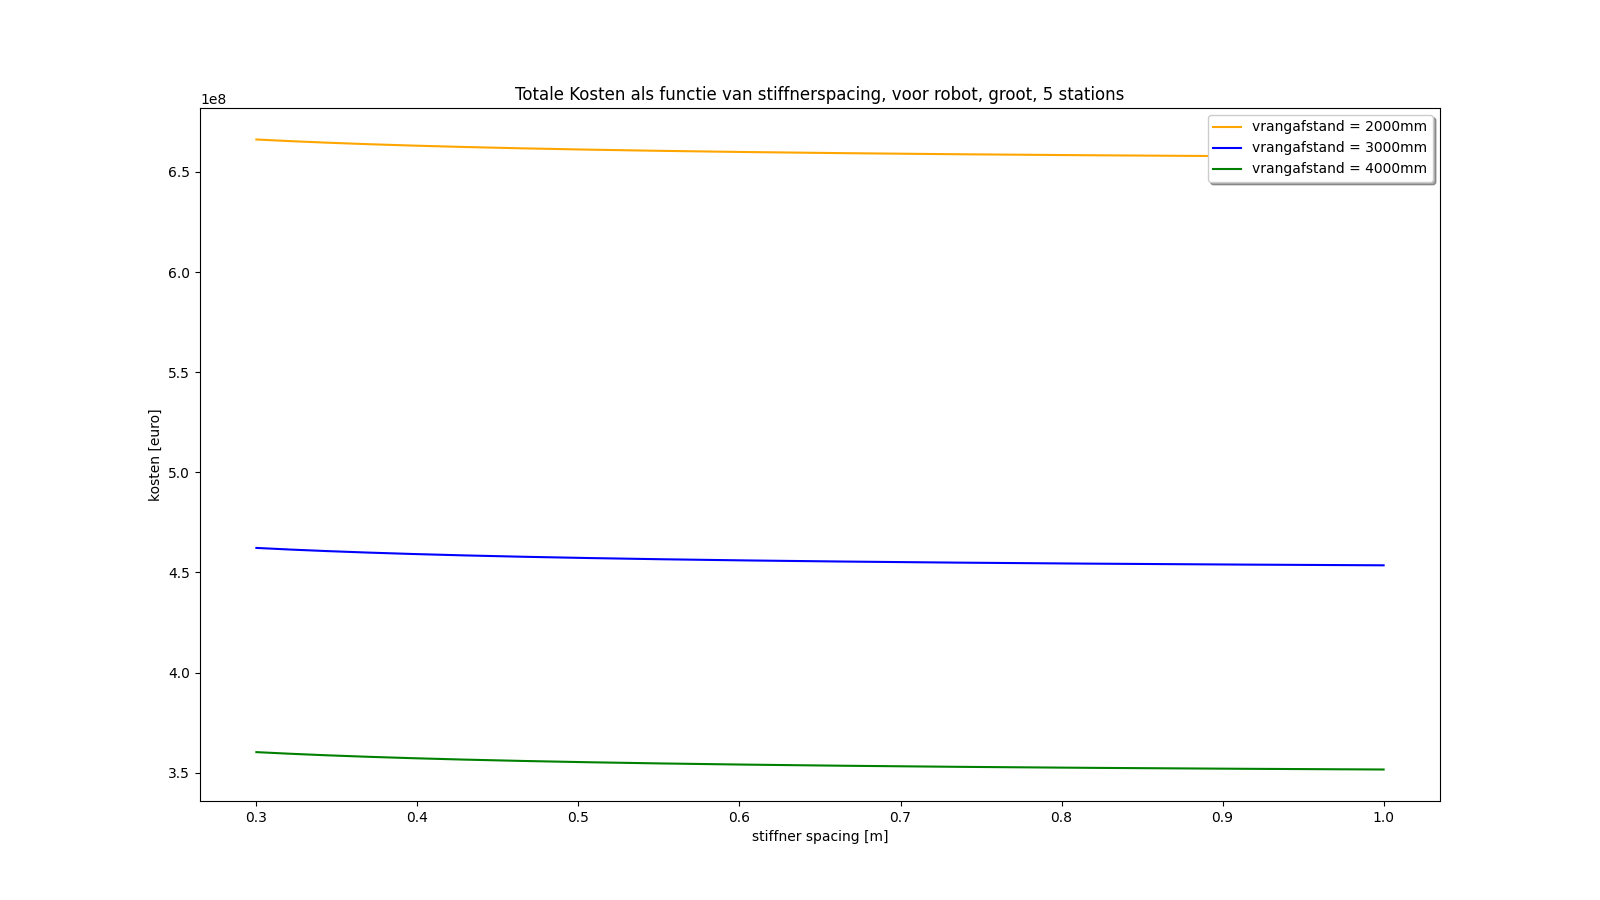 Totale Kosten als functie van stiffnerspacing, voor robot, groot, 5 stations
1e8
vrangafstand = 2000mm
vrangafstand = 3000mm
vrangafstand = 4000mm
6.5
6.0
5.5
5.0
4.5
4.0
3.5
kosten [euro]
0.3 0.4 0.5 0.6 0.7 0.8 0.9 1.0
stiffner spacing [m]